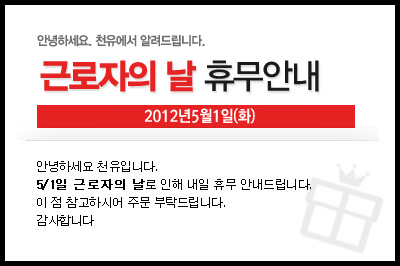 안녕하세요. 천유에서 알려드립니다.
근로자의 날 휴무안내
2012년5월1일(화)
안녕하세요 천유입니다.
5/1일 근로자의 날로 인해 내일 휴무 안내드립니다.
이 점 참고하시어 주문 부탁드립니다.
감사합니다